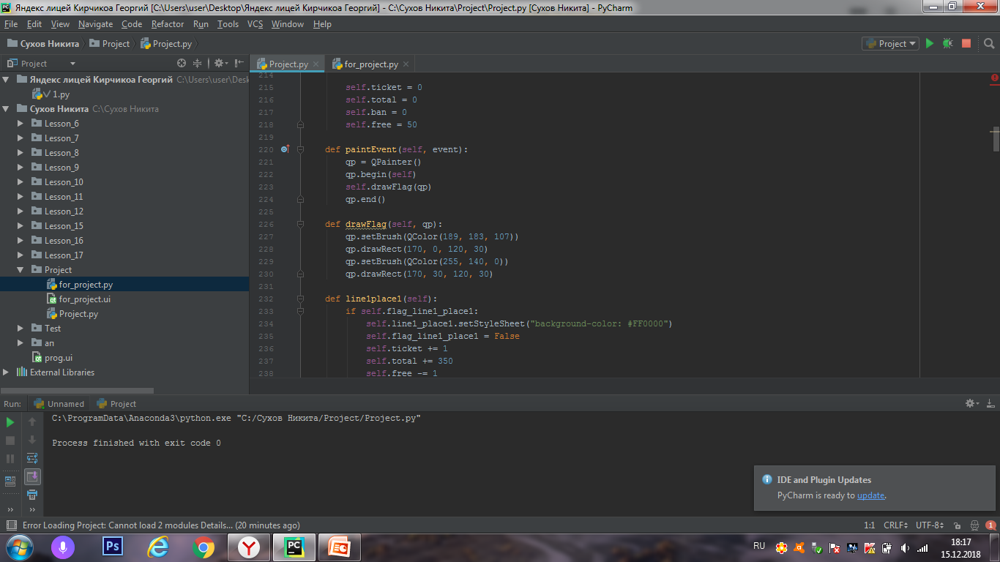 Яндекс лицей Кирчикоа Георгий [C:\Users\user\Desktop\Яндекс лицей Кирчикоа Георгий] - C:\Сухов Никита\Project\Project.py [Сухов Никита] - PyCharm
File Edit View Navigate Code Refactor Run Tools VCS Window Help
Сухов Никита Project Project.py Project
Project Project.py for_project.py
Яндекс лицей Кирчикоа Георгий C:\Users\user\Desk
1.py
Сухов Никита C:\Сухов Никита
Lesson_6
Lesson_7
Lesson_8
Lesson_9
Lesson_10
Lesson_11
Lesson_12
Lesson_15
Lesson_16
Lesson_17
Project
for_project.py
for_project.ui
Project.py
Test
an
prog.ui
External Libraries
214
215 self.ticket = 0
216 self.total = 0
217 self.ban = 0
218 self.free = 50
219
220 def paintEvent(self, event):
221 qp = QPainter()
222 qp.begin(self)
223 self.drawFlag(qp)
224 qp.end()
225
226 def drawFlag(self, qp):
227 qp.setBrush(QColor(189, 183, 107))
228 qp.drawRect(170, 0, 120, 30)
229 qp.setBrush(QColor(255, 140, 0))
230 qp.drawRect(170, 30, 120, 30)
231
232 def line1place1(self):
233 if self.flag_line1_place1:
234 self.line1_place1.setStyleSheet("background-color: #FF0000")
235 self.flag_line1_place1 = False
236 self.ticket += 1
237 self.total += 350
238 self.free -= 1
Run: Unnamed Project
C:\ProgramData\Anaconda3\python.exe "C:/Сухов Никита/Project/Project.py"
Process finished with exit code 0
IDE and Plugin Updates
PyCharm is ready to update.
Error Loading Project: Cannot load 2 modules Details... (20 minutes ago) 1:1 CRLF UTF-8 1
Ps Y PC RU 18:17
15.12.2018